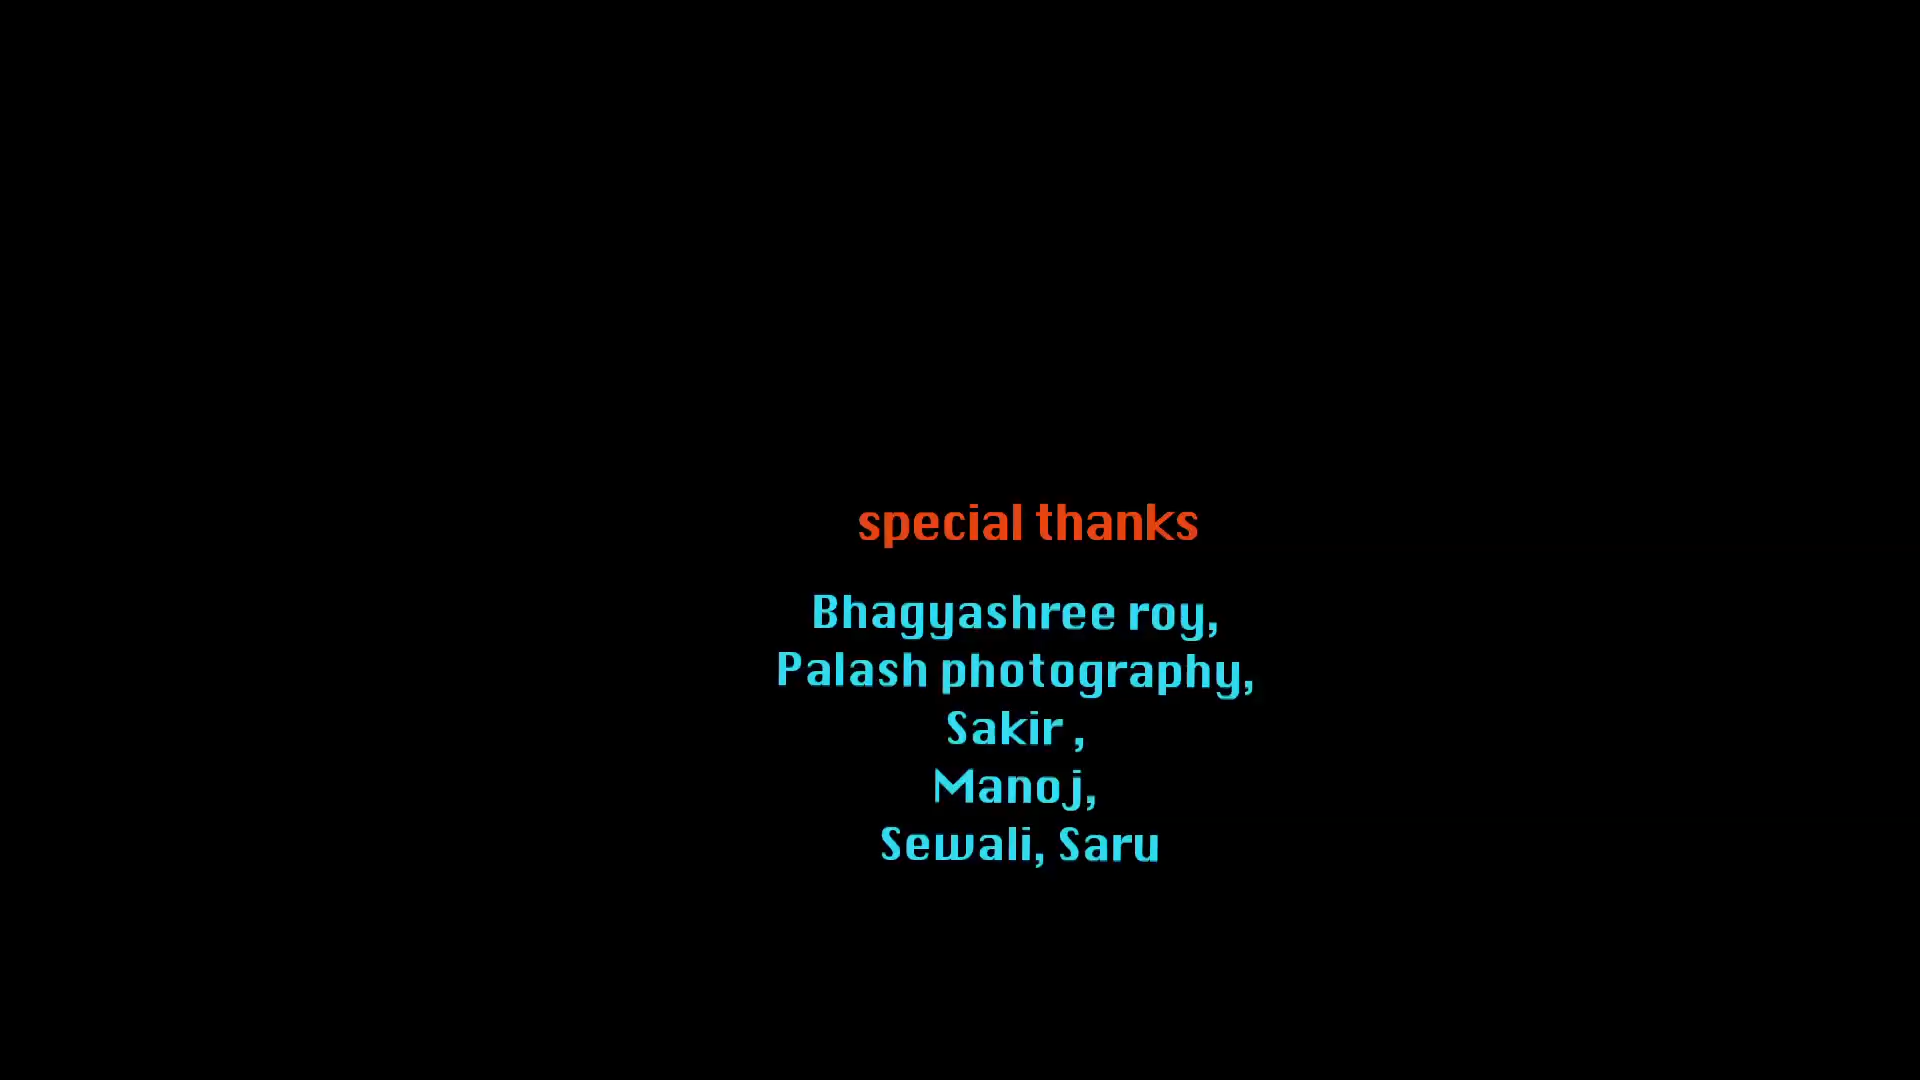 special thanks
Bhagyashree roy,
Palash photography,
Sakir ,
Manoj,
Sewali, Saru